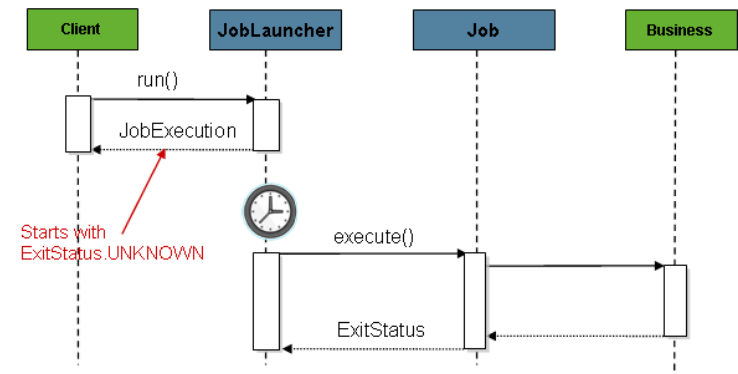 Client
JobLauncher
Job
Business
run()
JobExecution
Starts with
ExitStatus.UNKNOWN
execute()
ExitStatus